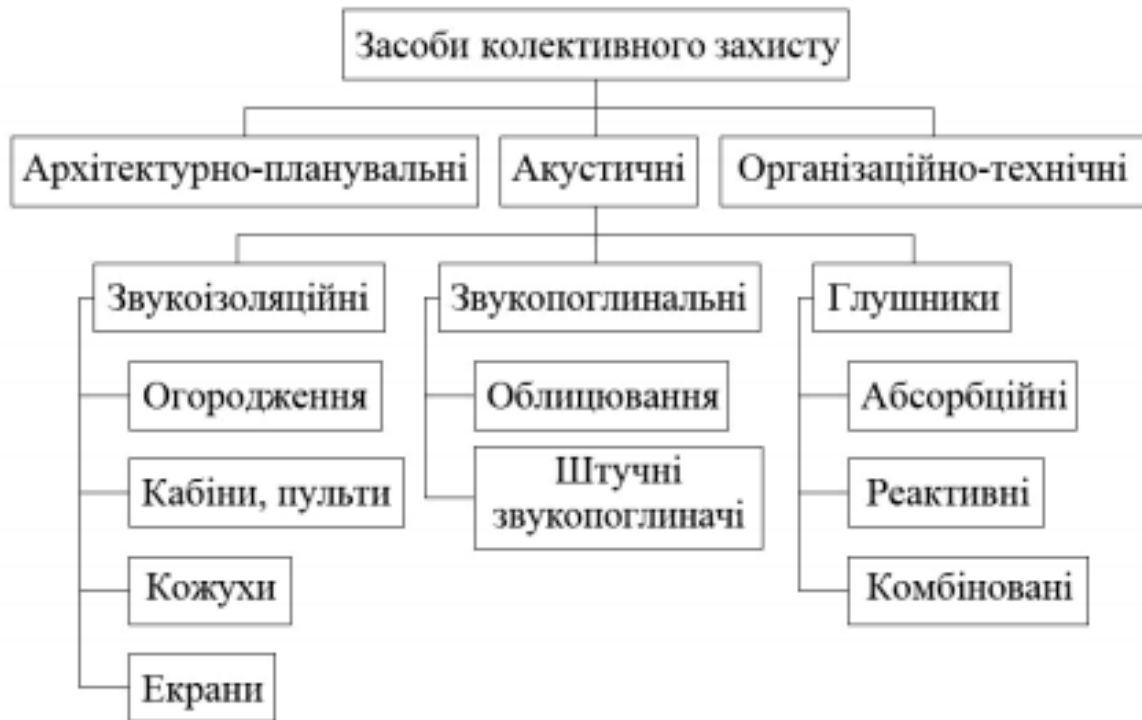 Засоби колективного захисту
Архітектурно-планувальні
Акустичні
Організаційно-технічні
Звукоізоляційні
Огородження
Кабіни, пульти
Кожухи
Екрани
Звукопоглинальні
Облицювання
Штучні
звукопоглиначі
Глушники
Абсорбційні
Реактивні
Комбіновані